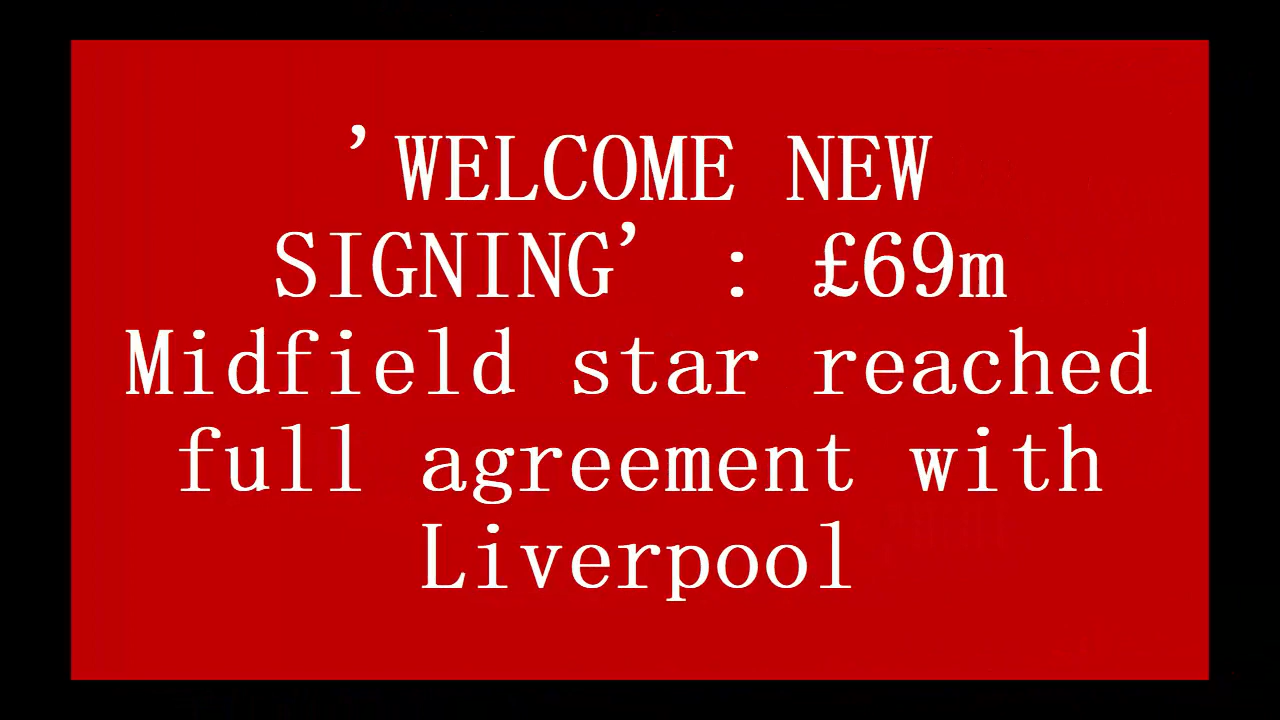 ’WELCOME NEW
SIGNING’ : £69m
Midfield star reached
full agreement with
Liverpool